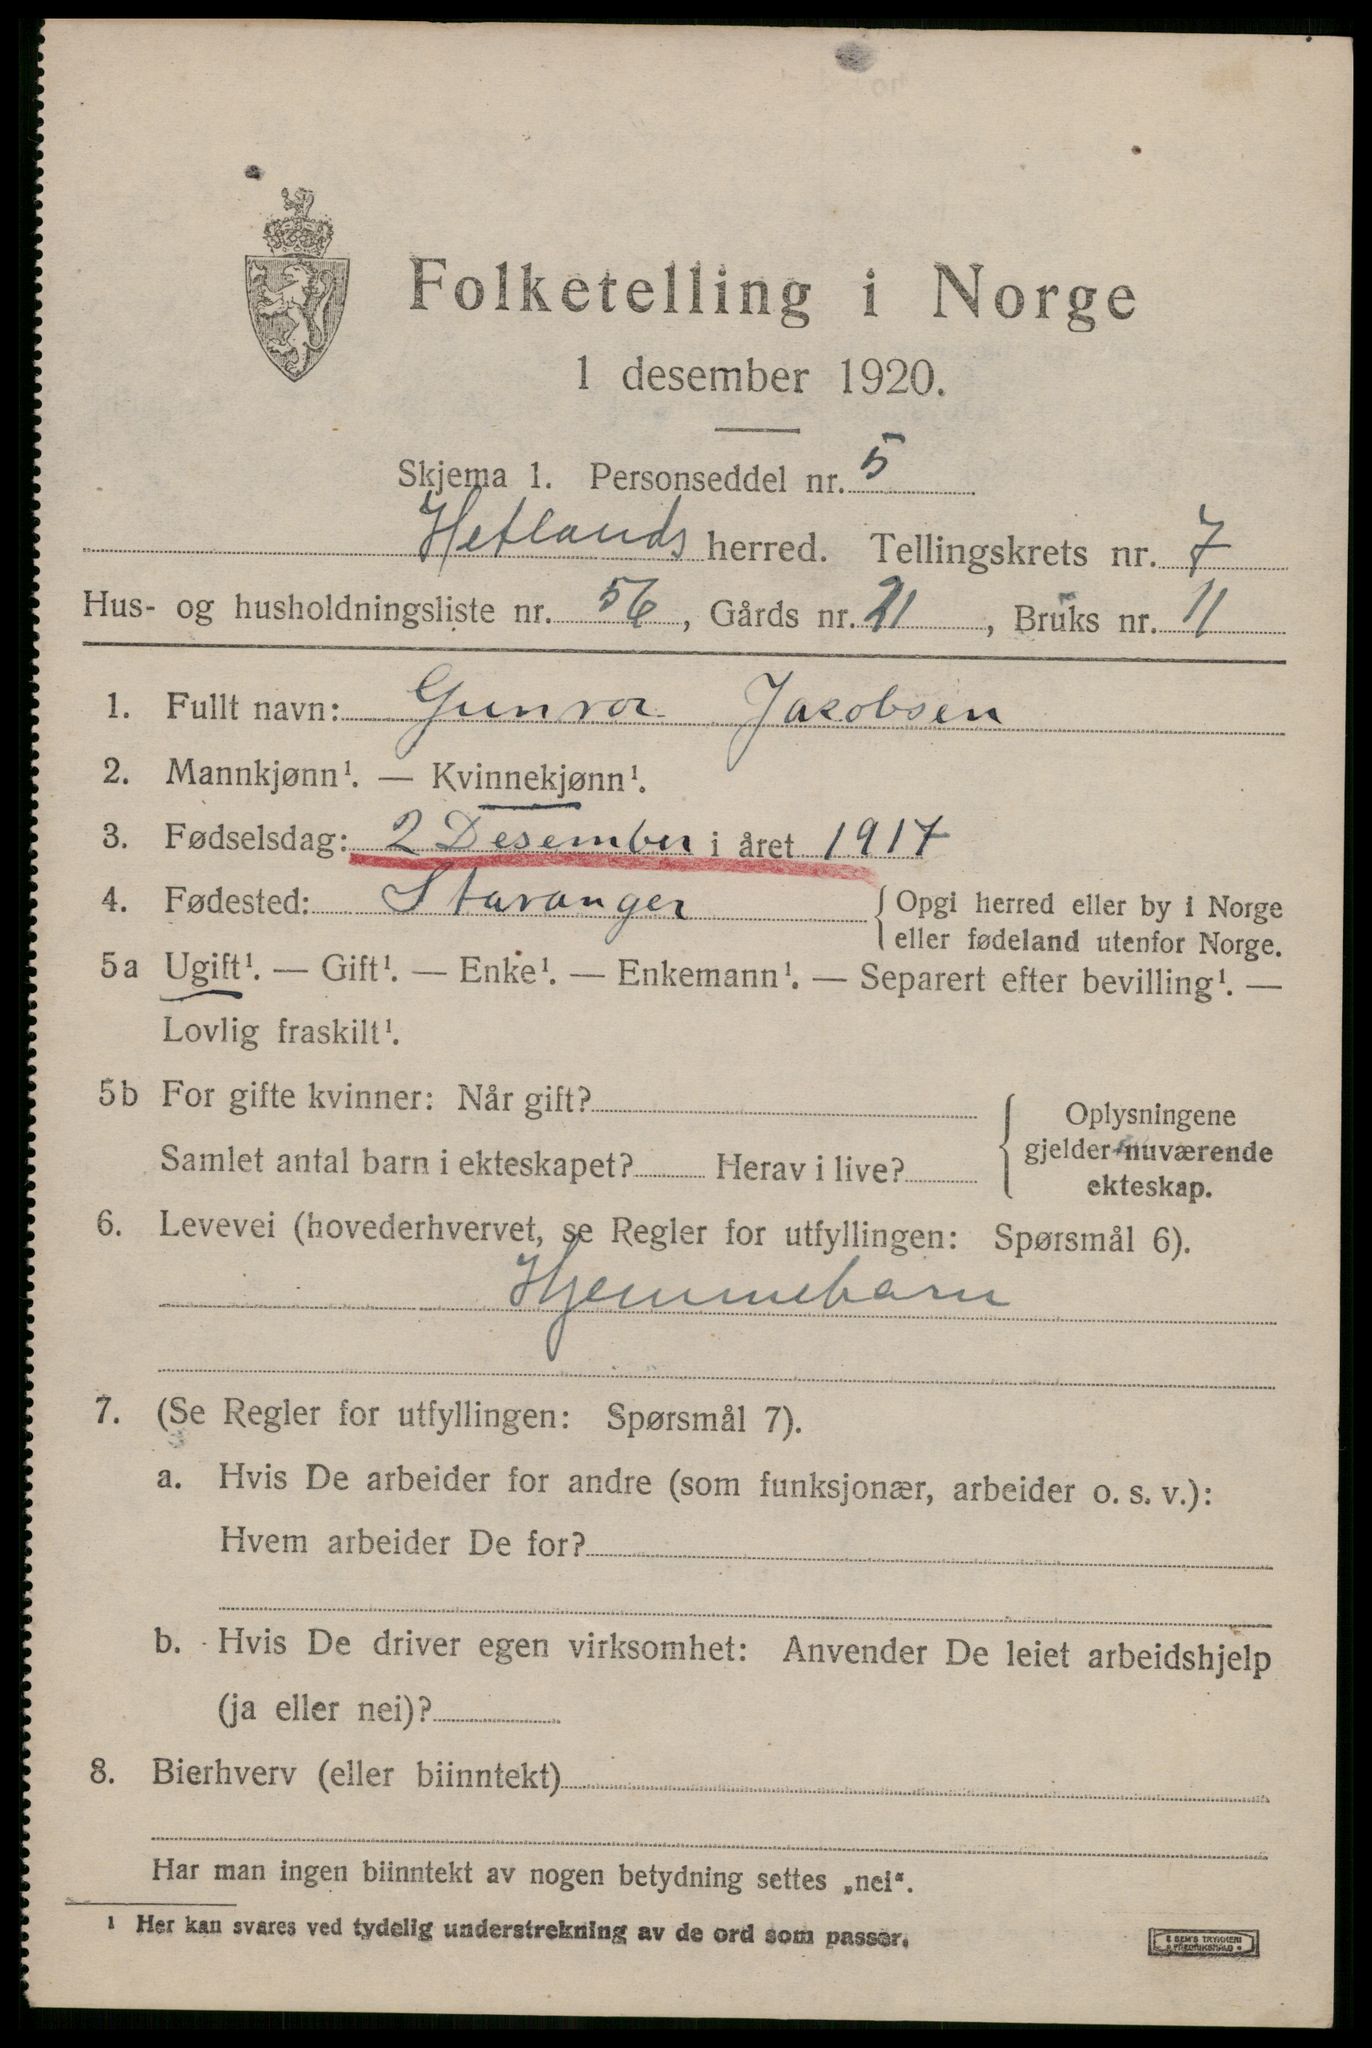 Folketelling i Norge
1 desember 1920.
Skjema 1. Personseddel nr. 5
Hetlands herred. Tellingskrets nr. 7
Hus- og husholdningsliste nr. 56, Gårds nr. 21, Bruks nr. 11
1. Fullt navn: Gunvor Jacobsen
2. Mannkjønn¹. — Kvinnekjønn¹.
3. Fødselsdag: 2 Desember i året 1917
4. Fødested: Stavanger {Opgi herred eller by i Norge
eller fødeland utenfor Norge.
5a Ugift¹. — Gift¹. — Enke¹. — Enkemann¹. — Separert efter bevilling¹. —
Lovlig fraskilt¹.
5b For gifte kvinner: Når gift?
Samlet antal barn i ekteskapet? Herav i live?
Oplysningene
gjelder nuværende
ekteskap.
6. Levevei (hovederhvervet, se Regler for utfyllingen: Spørsmål 6).
Hjemmebarn
7. (Se Regler for utfyllingen: Spørsmål 7).
a. Hvis De arbeider for andre (som funksjonær, arbeider o. s. v.):
Hvem arbeider De for?
b. Hvis De driver egen virksomhet: Anvender De leiet arbeidshjelp
(ja eller nei)?
8. Bierhverv (eller biinntekt)
Har man ingen biinntekt av nogen betydning settes „nei“.
¹ Her kan svares ved tydelig understrekning av de ord som passer.
SEM'S TRYKKERI
FREDRIKSHALD